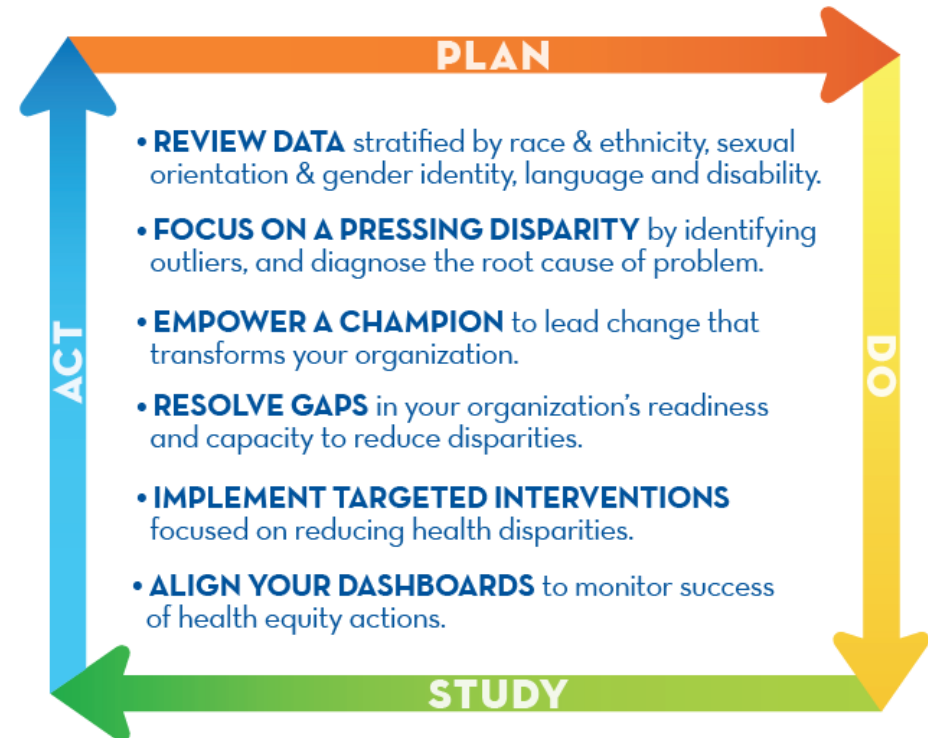 PLAN
• REVIEW DATA stratified by race & ethnicity, sexual
orientation & gender identity, language and disability.
• FOCUS ON A PRESSING DISPARITY by identifying
outliers, and diagnose the root cause of problem.
• EMPOWER A CHAMPION to lead change that
transforms your organization.
• RESOLVE GAPS in your organization's readiness
and capacity to reduce disparities.
• IMPLEMENT TARGETED INTERVENTIONS
focused on reducing health disparities.
• ALIGN YOUR DASHBOARDS to monitor success
of health equity actions.
DO
STUDY
ACT